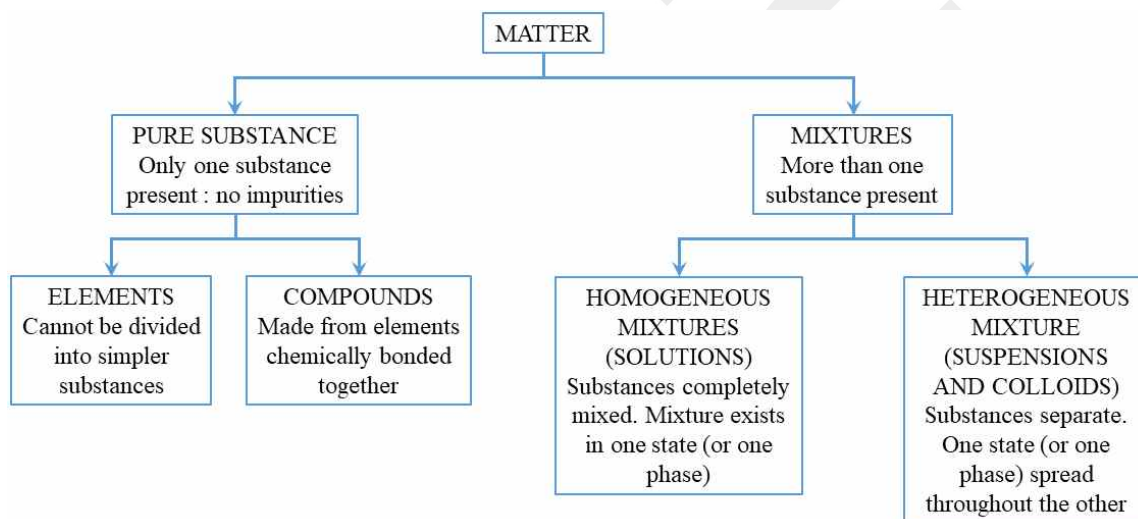 MATTER
PURE SUBSTANCE
Only one substance
present : no impurities
MIXTURES
More than one
substance present
ELEMENTS
Cannot be divided
into simpler
substances
COMPOUNDS
Made from elements
chemically bonded
together
HOMOGENEOUS
MIXTURES
(SOLUTIONS)
Substances completely
mixed. Mixture exists
in one state (or one
phase)
HETEROGENEOUS
MIXTURE
(SUSPENSIONS
AND COLLOIDS)
Substances separate.
One state (or one
phase) spread
throughout the other